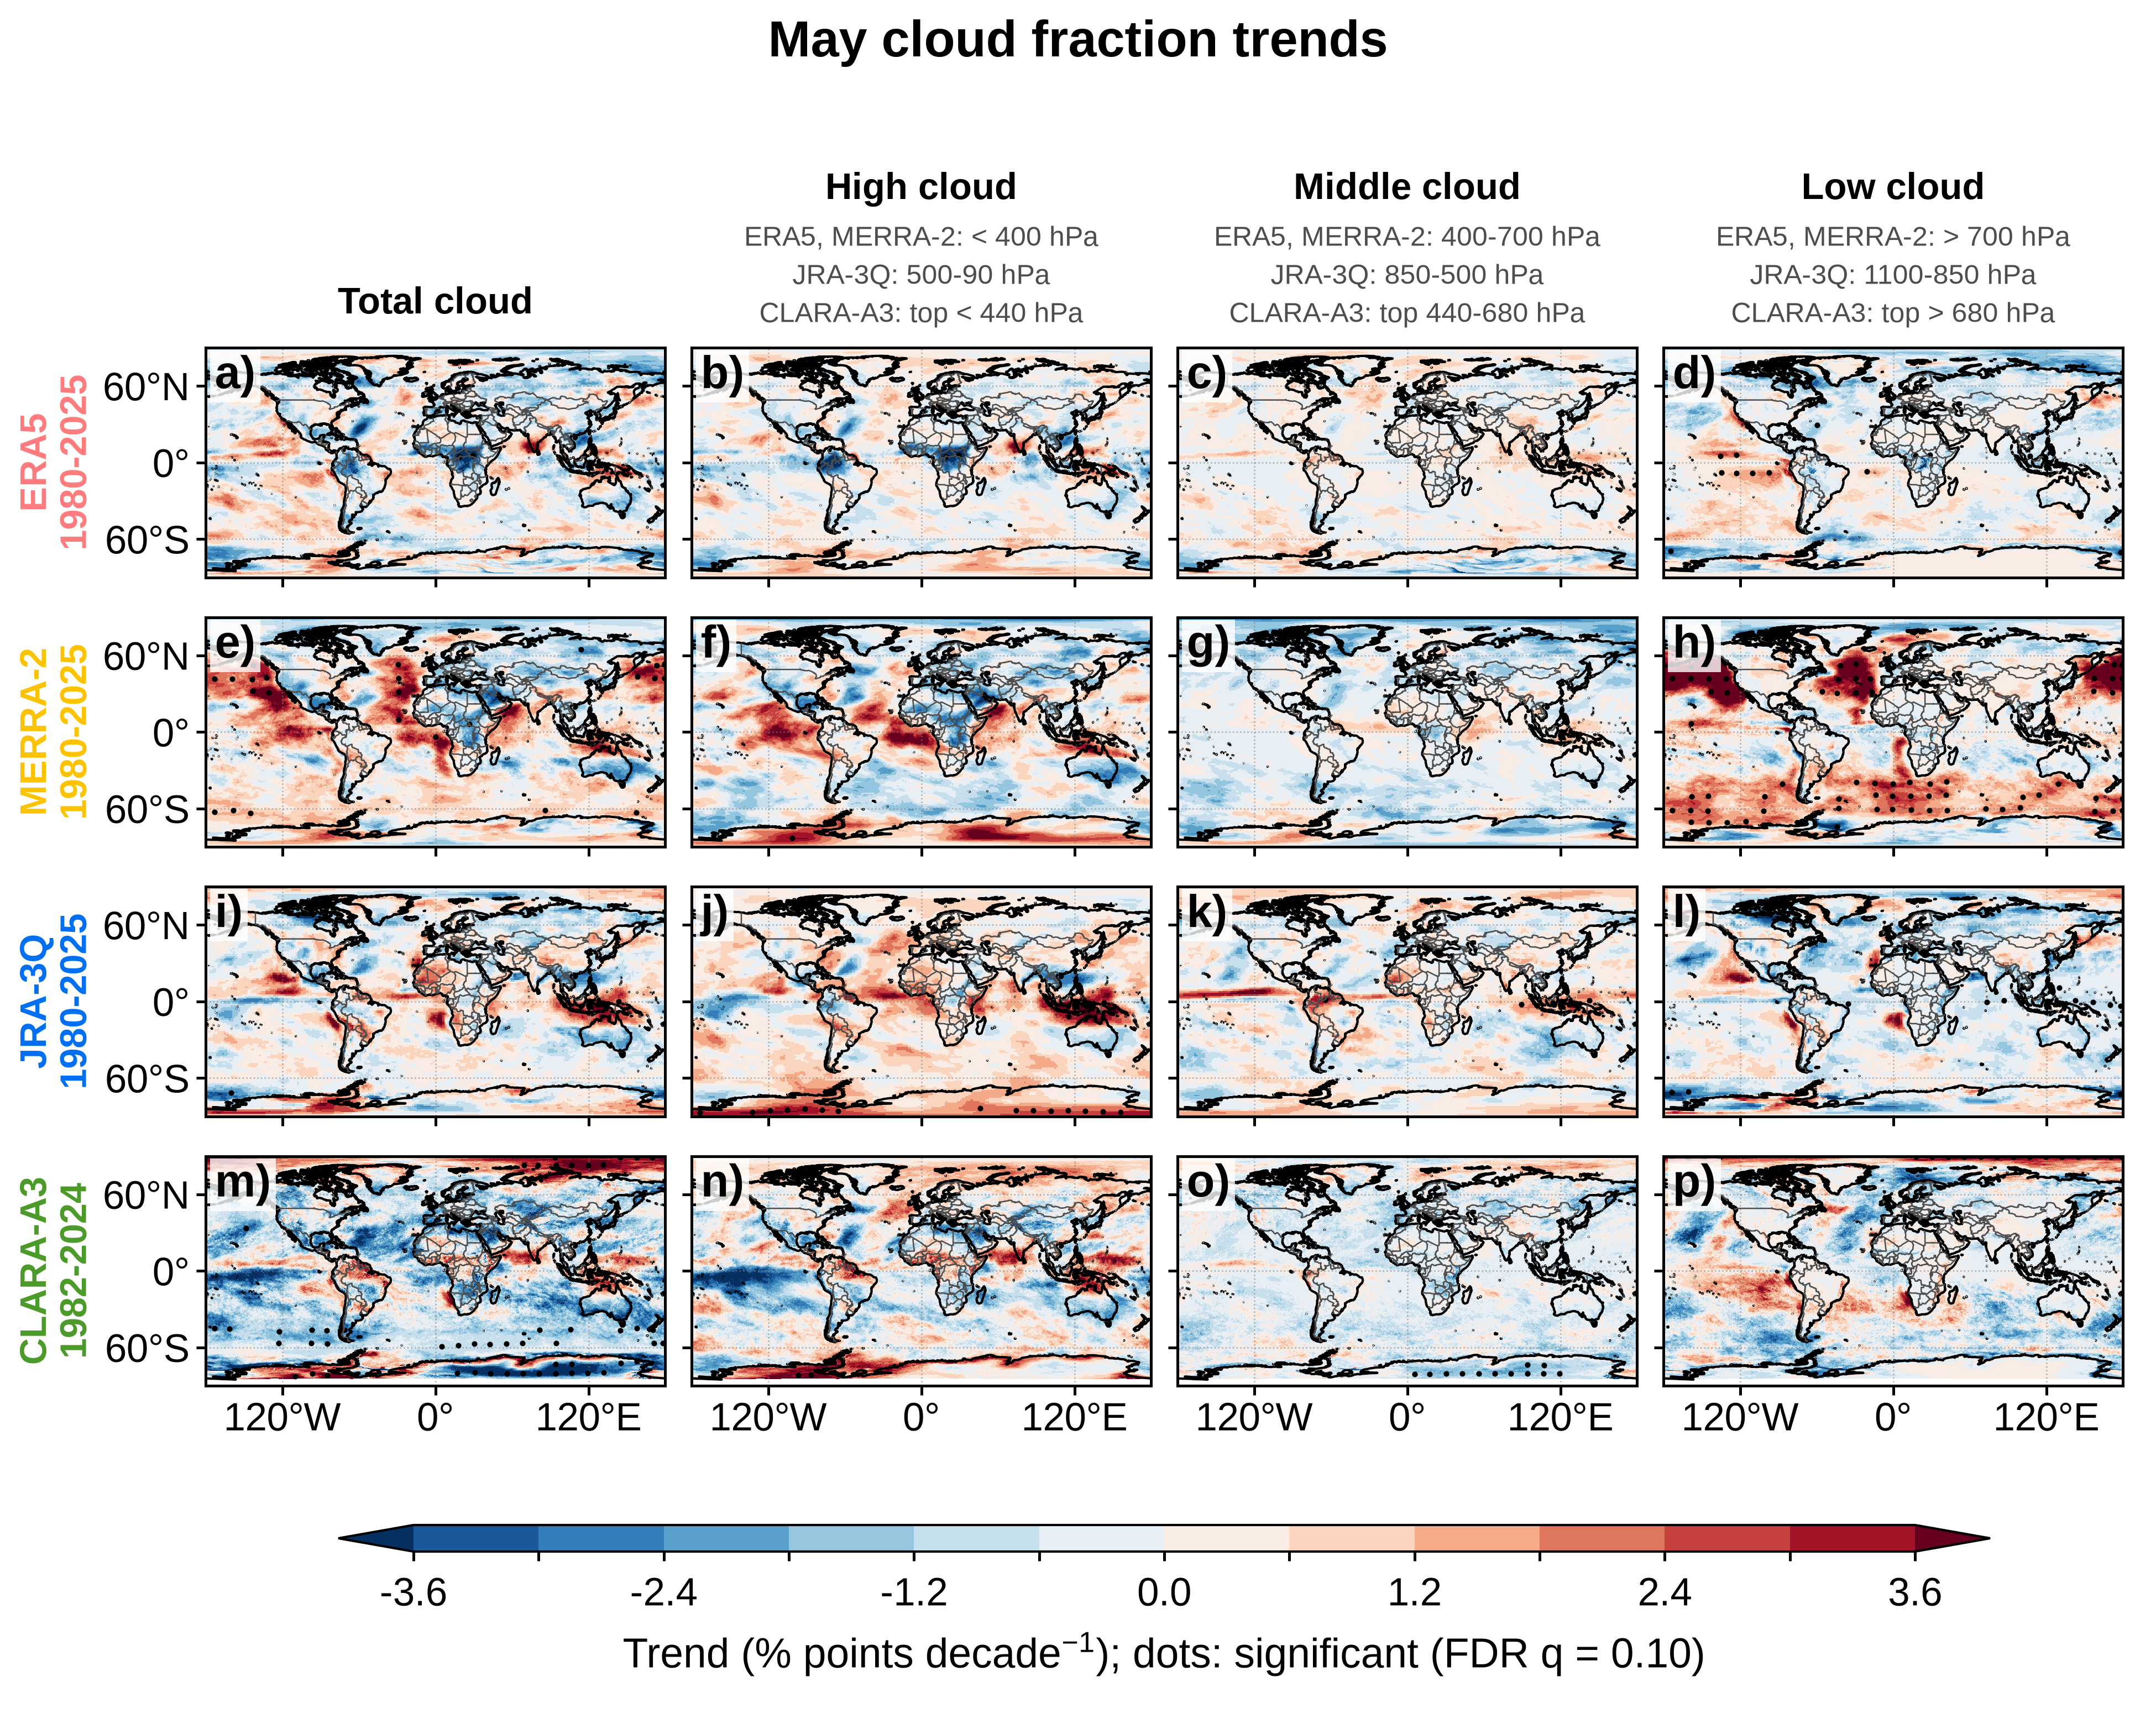 May cloud fraction trends
Total cloud
High cloud
ERA5, MERRA-2: < 400 hPa
JRA-3Q: 500-90 hPa
CLARA-A3: top < 440 hPa
Middle cloud
ERA5, MERRA-2: 400-700 hPa
JRA-3Q: 850-500 hPa
CLARA-A3: top 440-680 hPa
Low cloud
ERA5, MERRA-2: > 700 hPa
JRA-3Q: 1100-850 hPa
CLARA-A3: top > 680 hPa
ERA5
1980-2025
60°N
0°
60°S
a)
b)
c)
d)
MERRA-2
1980-2025
60°N
0°
60°S
e)
f)
g)
h)
JRA-3Q
1980-2025
60°N
0°
60°S
i)
j)
k)
l)
CLARA-A3
1982-2024
60°N
0°
60°S
m)
n)
o)
p)
120°W 0° 120°E
120°W 0° 120°E
120°W 0° 120°E
120°W 0° 120°E
-3.6 -2.4 -1.2 0.0 1.2 2.4 3.6
Trend (% points decade⁻¹); dots: significant (FDR q = 0.10)